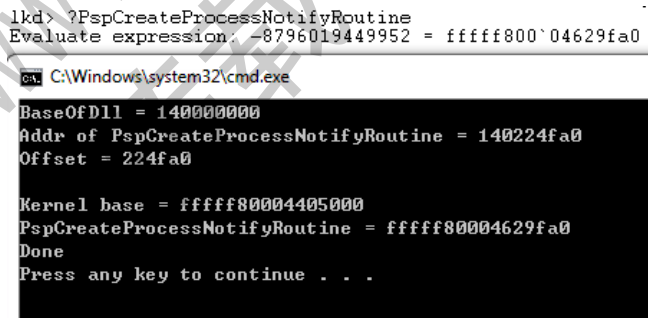 lkd> ?PspCreateProcessNotifyRoutine
Evaluate expression: -8796019449952 = fffff800`04629fa0
C:\Windows\system32\cmd.exe
BaseOfDll = 140000000
Addr of PspCreateProcessNotifyRoutine = 140224fa0
Offset = 224fa0
Kernel base = fffff80004405000
PspCreateProcessNotifyRoutine = fffff80004629fa0
Done
Press any key to continue . . .